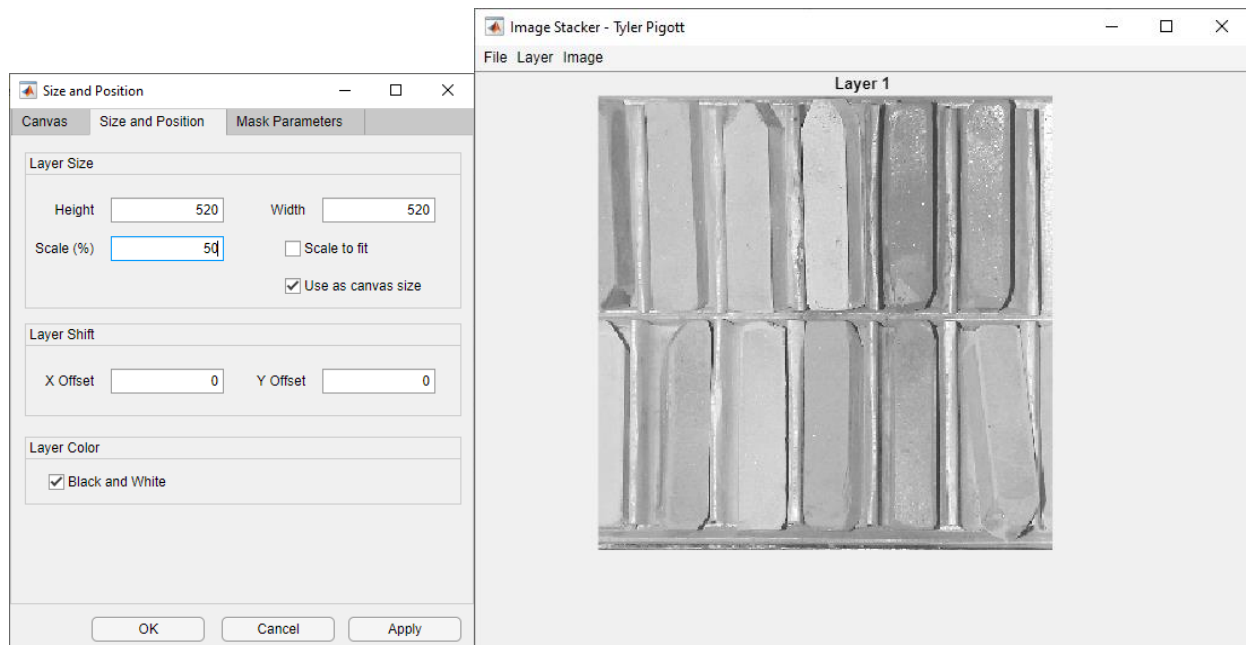 Size and Position
Canvas Size and Position Mask Parameters
Layer Size
Height 520 Width 520
Scale (%) 50 Scale to fit
Use as canvas size
Layer Shift
X Offset 0 Y Offset 0
Layer Color
Black and White
OK Cancel Apply
Image Stacker - Tyler Pigott
File Layer Image
Layer 1